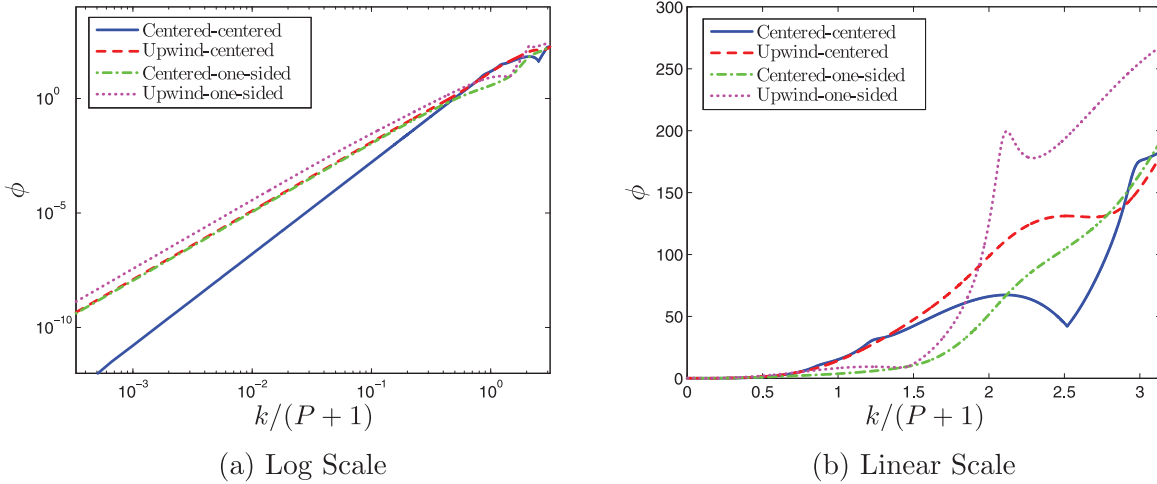 Centered-centered
Upwind-centered
Centered-one-sided
Upwind-one-sided
10^0
10^−5
10^−10
ϕ
10^−3 10^−2 10^−1 10^0
k/(P + 1)
(a) Log Scale
300
250
200
150
100
50
0
ϕ
Centered-centered
Upwind-centered
Centered-one-sided
Upwind-one-sided
0 0.5 1 1.5 2 2.5 3
k/(P + 1)
(b) Linear Scale